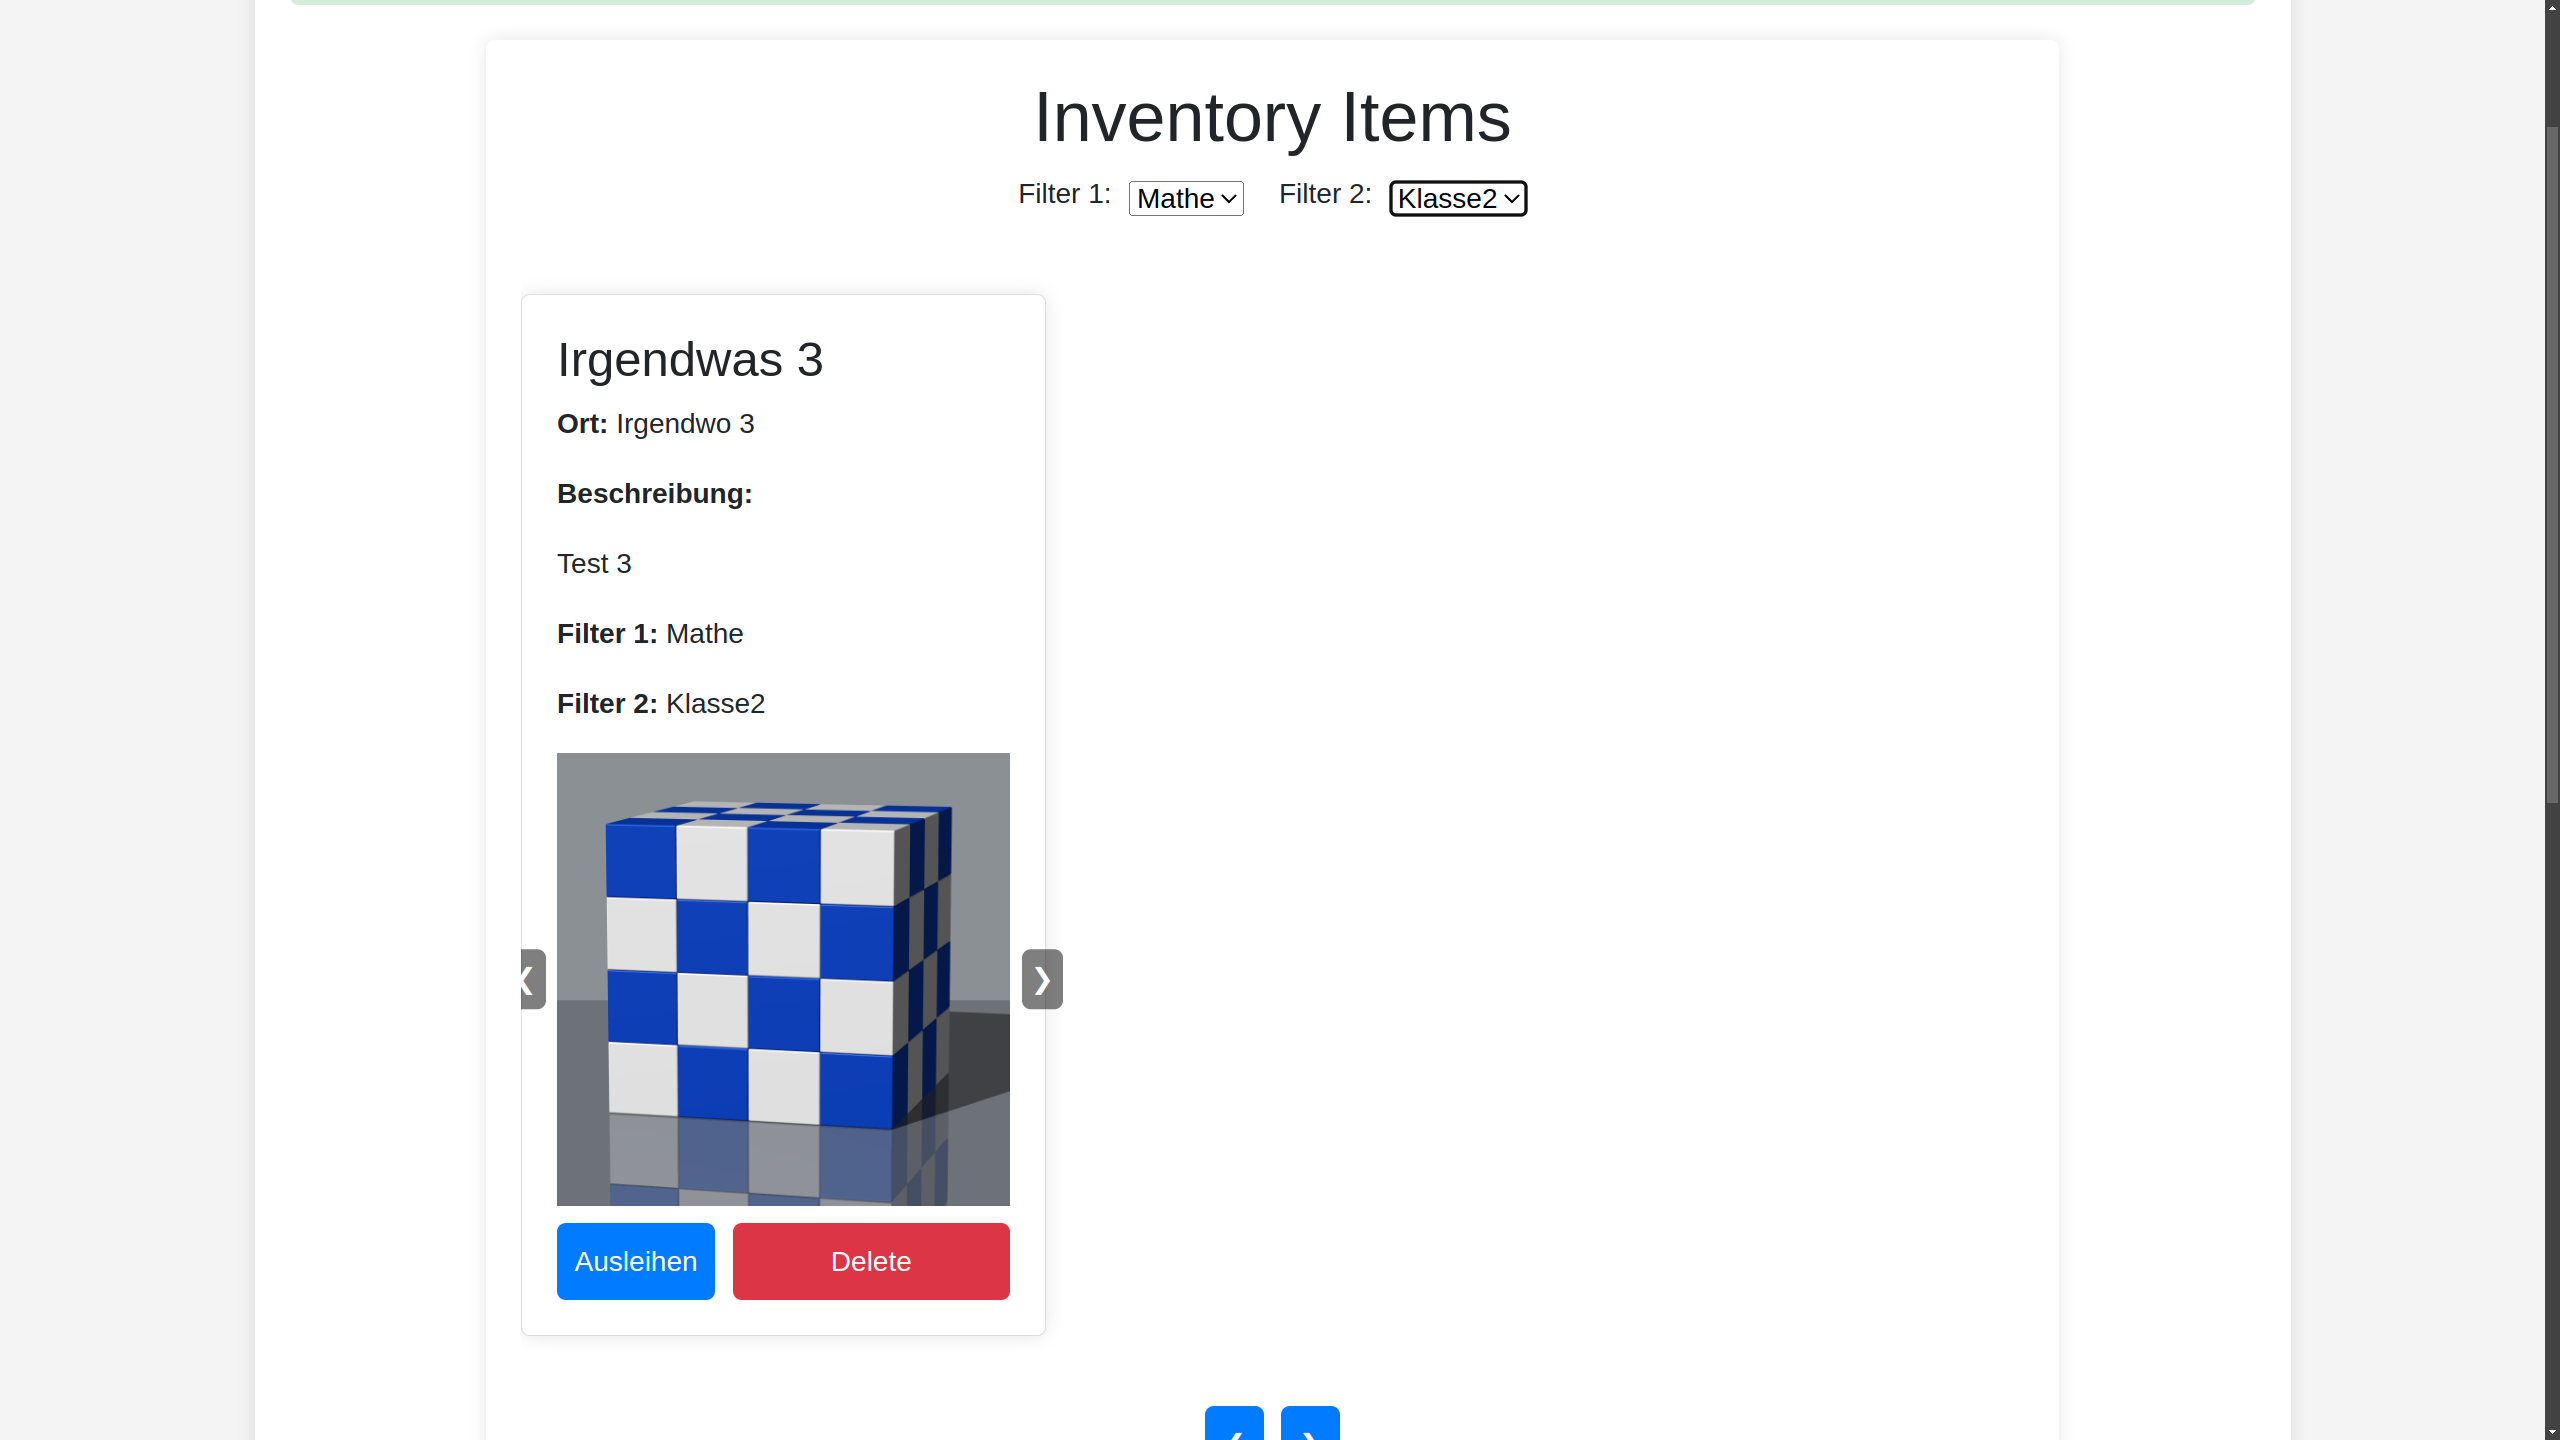 Inventory Items
Filter 1: Mathe Filter 2: Klasse2
Irgendwas 3
Ort: Irgendwo 3
Beschreibung:
Test 3
Filter 1: Mathe
Filter 2: Klasse2
❮ ❯
Ausleihen Delete